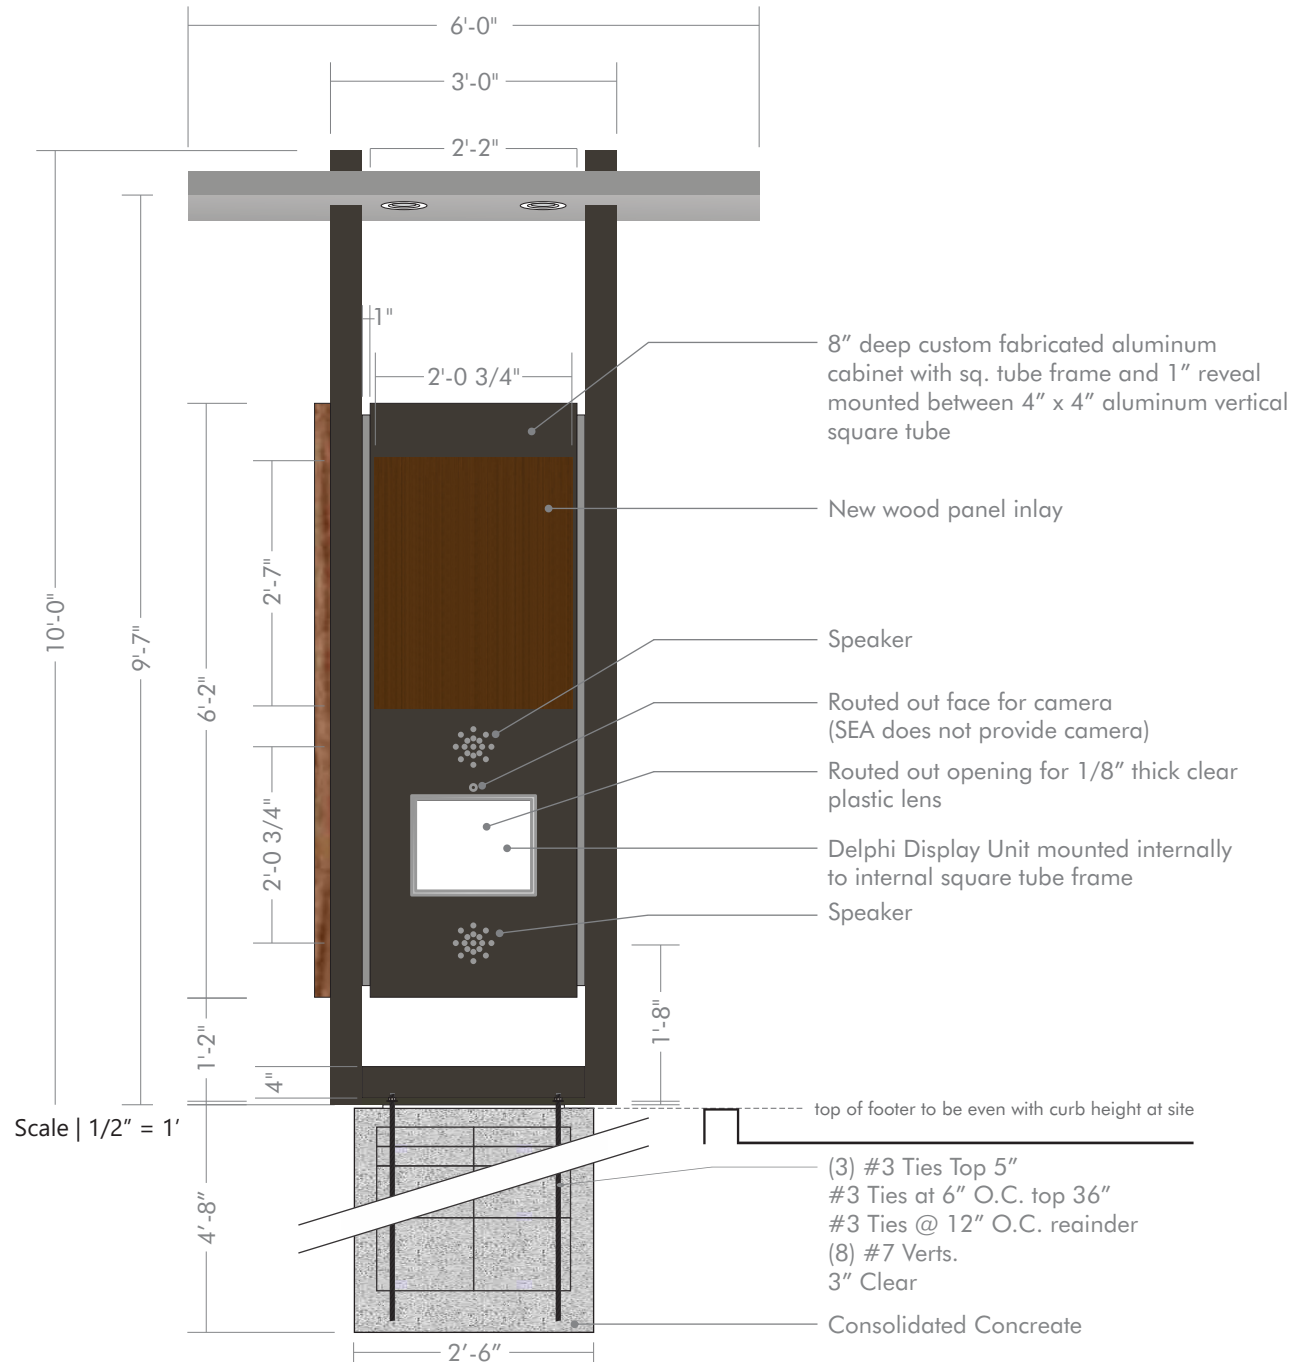 6'-0"
3'-0"
2'-2"
1"
8” deep custom fabricated aluminum
cabinet with sq. tube frame and 1” reveal
mounted between 4” x 4” aluminum vertical
square tube
2'-0 3/4"
New wood panel inlay
2'-7"
10'-0"
9'-7"
6'-2"
Speaker
Routed out face for camera
(SEA does not provide camera)
Routed out opening for 1/8” thick clear
plastic lens
2'-0 3/4"
Delphi Display Unit mounted internally
to internal square tube frame
Speaker
1'-2"
4"
1'-8"
Scale | 1/2” = 1’
top of footer to be even with curb height at site
(3) #3 Ties Top 5”
#3 Ties at 6” O.C. top 36”
#3 Ties @ 12” O.C. reainder
(8) #7 Verts.
3” Clear
4’-8”
Consolidated Concreate
2’-6”